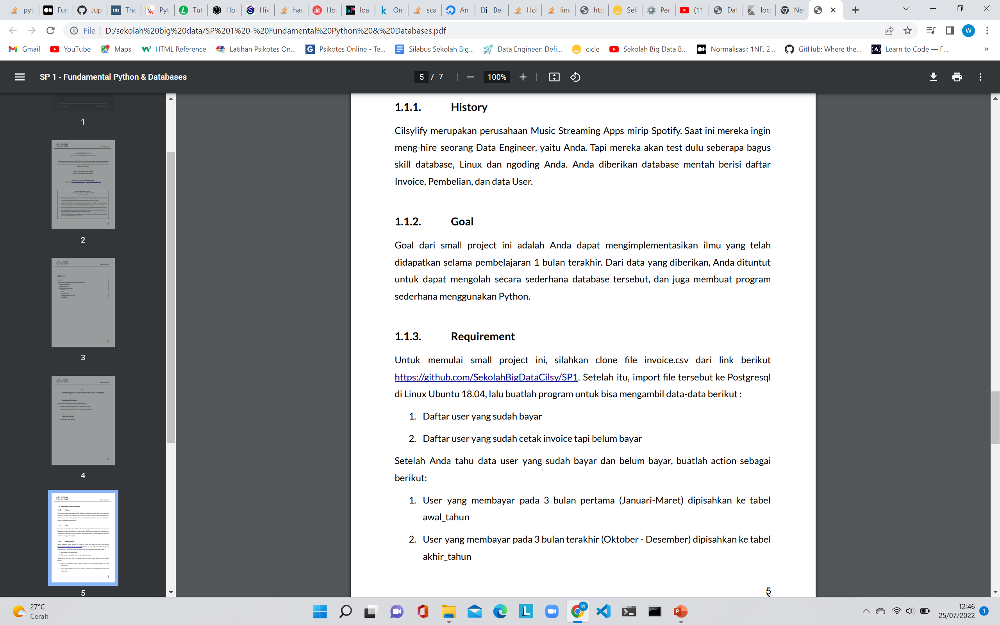 pyt
Fun
Jup
tds
The
Pyt
Tut
Ho
Hiv
hac
Ho
loa
k
Om
sca
An
Di
Bel
Ho
linu
http
Sek
Per
(11
Dat
loca
Ne
File
D:/sekolah%20big%20data/SP%201%20-%20Fundamental%20Python%20&%20Databases.pdf
W
Gmail
YouTube
Maps
HTML Reference
Latihan Psikotes On...
Psikotes Online - Te...
Silabus Sekolah Big...
Data Engineer: Defi...
cicle
Sekolah Big Data B...
Normalisasi: 1NF, 2...
GitHub: Where the...
Learn to Code — F...
»
SP 1 - Fundamental Python & Databases
5 / 7
100%
1
2
3
4
5
1.1.1. History
Cilsylify merupakan perusahaan Music Streaming Apps mirip Spotify. Saat ini mereka ingin
meng-hire seorang Data Engineer, yaitu Anda. Tapi mereka akan test dulu seberapa bagus
skill database, Linux dan ngoding Anda. Anda diberikan database mentah berisi daftar
Invoice, Pembelian, dan data User.
1.1.2. Goal
Goal dari small project ini adalah Anda dapat mengimplementasikan ilmu yang telah
didapatkan selama pembelajaran 1 bulan terakhir. Dari data yang diberikan, Anda dituntut
untuk dapat mengolah secara sederhana database tersebut, dan juga membuat program
sederhana menggunakan Python.
1.1.3. Requirement
Untuk memulai small project ini, silahkan clone file invoice.csv dari link berikut
https://github.com/SekolahBigDataCilsy/SP1. Setelah itu, import file tersebut ke Postgresql
di Linux Ubuntu 18.04, lalu buatlah program untuk bisa mengambil data-data berikut :
1. Daftar user yang sudah bayar
2. Daftar user yang sudah cetak invoice tapi belum bayar
Setelah Anda tahu data user yang sudah bayar dan belum bayar, buatlah action sebagai
berikut:
1. User yang membayar pada 3 bulan pertama (Januari-Maret) dipisahkan ke tabel
awal_tahun
2. User yang membayar pada 3 bulan terakhir (Oktober - Desember) dipisahkan ke tabel
akhir_tahun
5
27°C
Cerah
12:46
25/07/2022
1